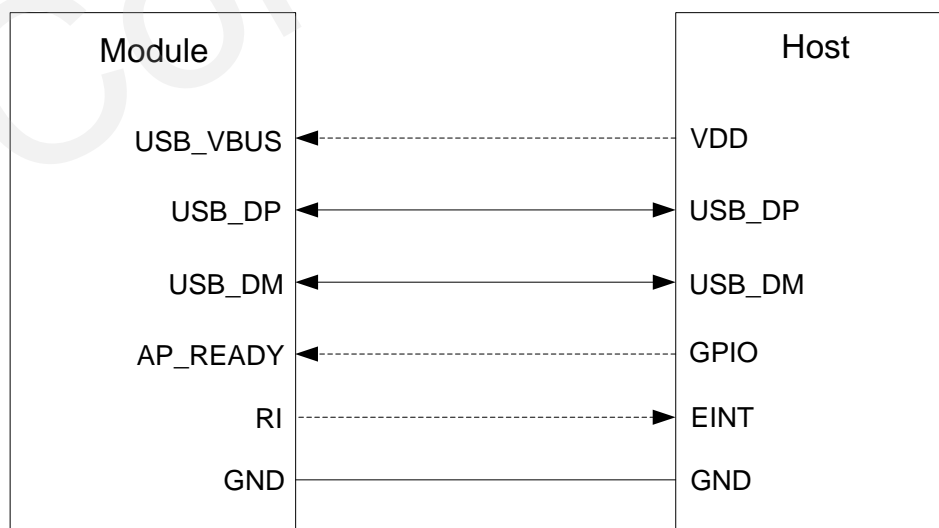 Module Host
USB_VBUS VDD
USB_DP USB_DP
USB_DM USB_DM
AP_READY GPIO
RI EINT
GND GND